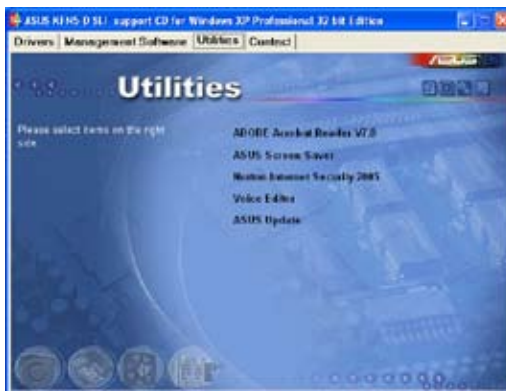 ASUS support CD for Windows XP Professional 32 bit Edition
Drivers Management Software Utilities Contact
Utilities
Please select items on the right
side.
ADOBE Acrobat Reader V7.0
ASUS Screen Saver
Norton Internet Security 2005
Voice Editor
ASUS Update